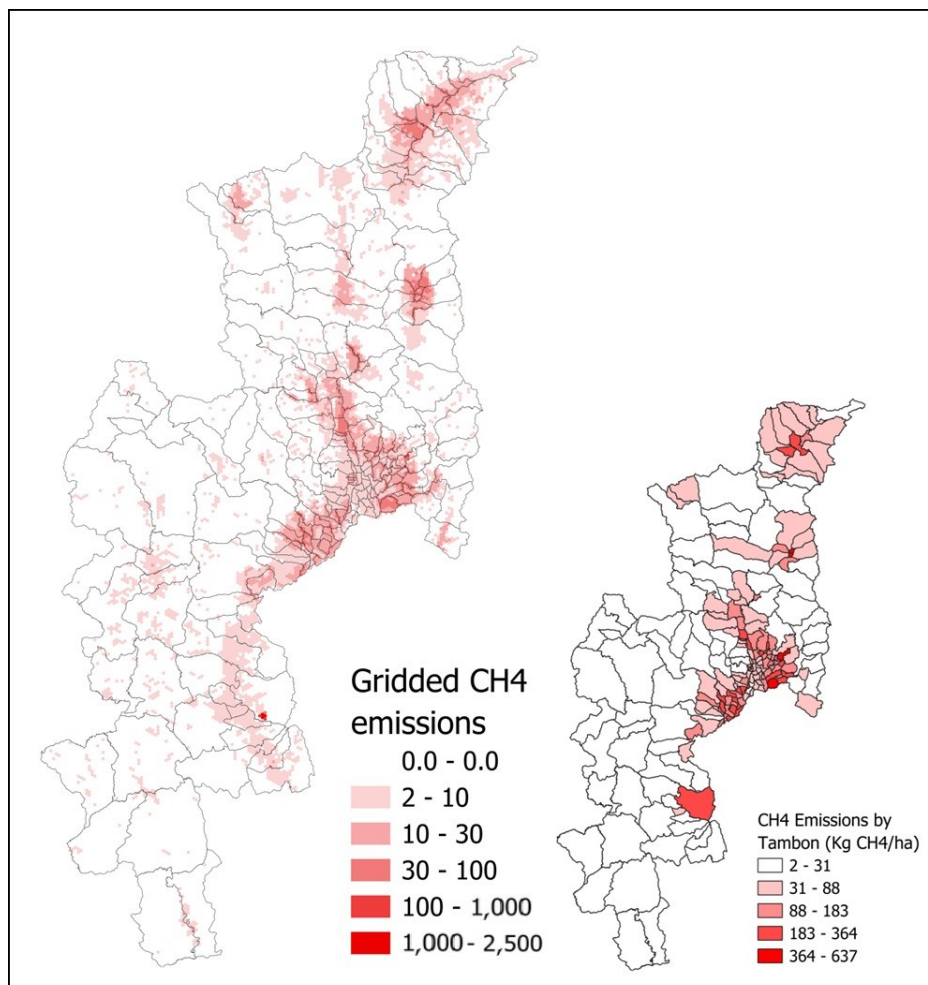 Gridded CH4
emissions
0.0 - 0.0
2 - 10
10 - 30
30 - 100
100 - 1,000
1,000 - 2,500
CH4 Emissions by
Tambon (Kg CH4/ha)
2 - 31
31 - 88
88 - 183
183 - 364
364 - 637